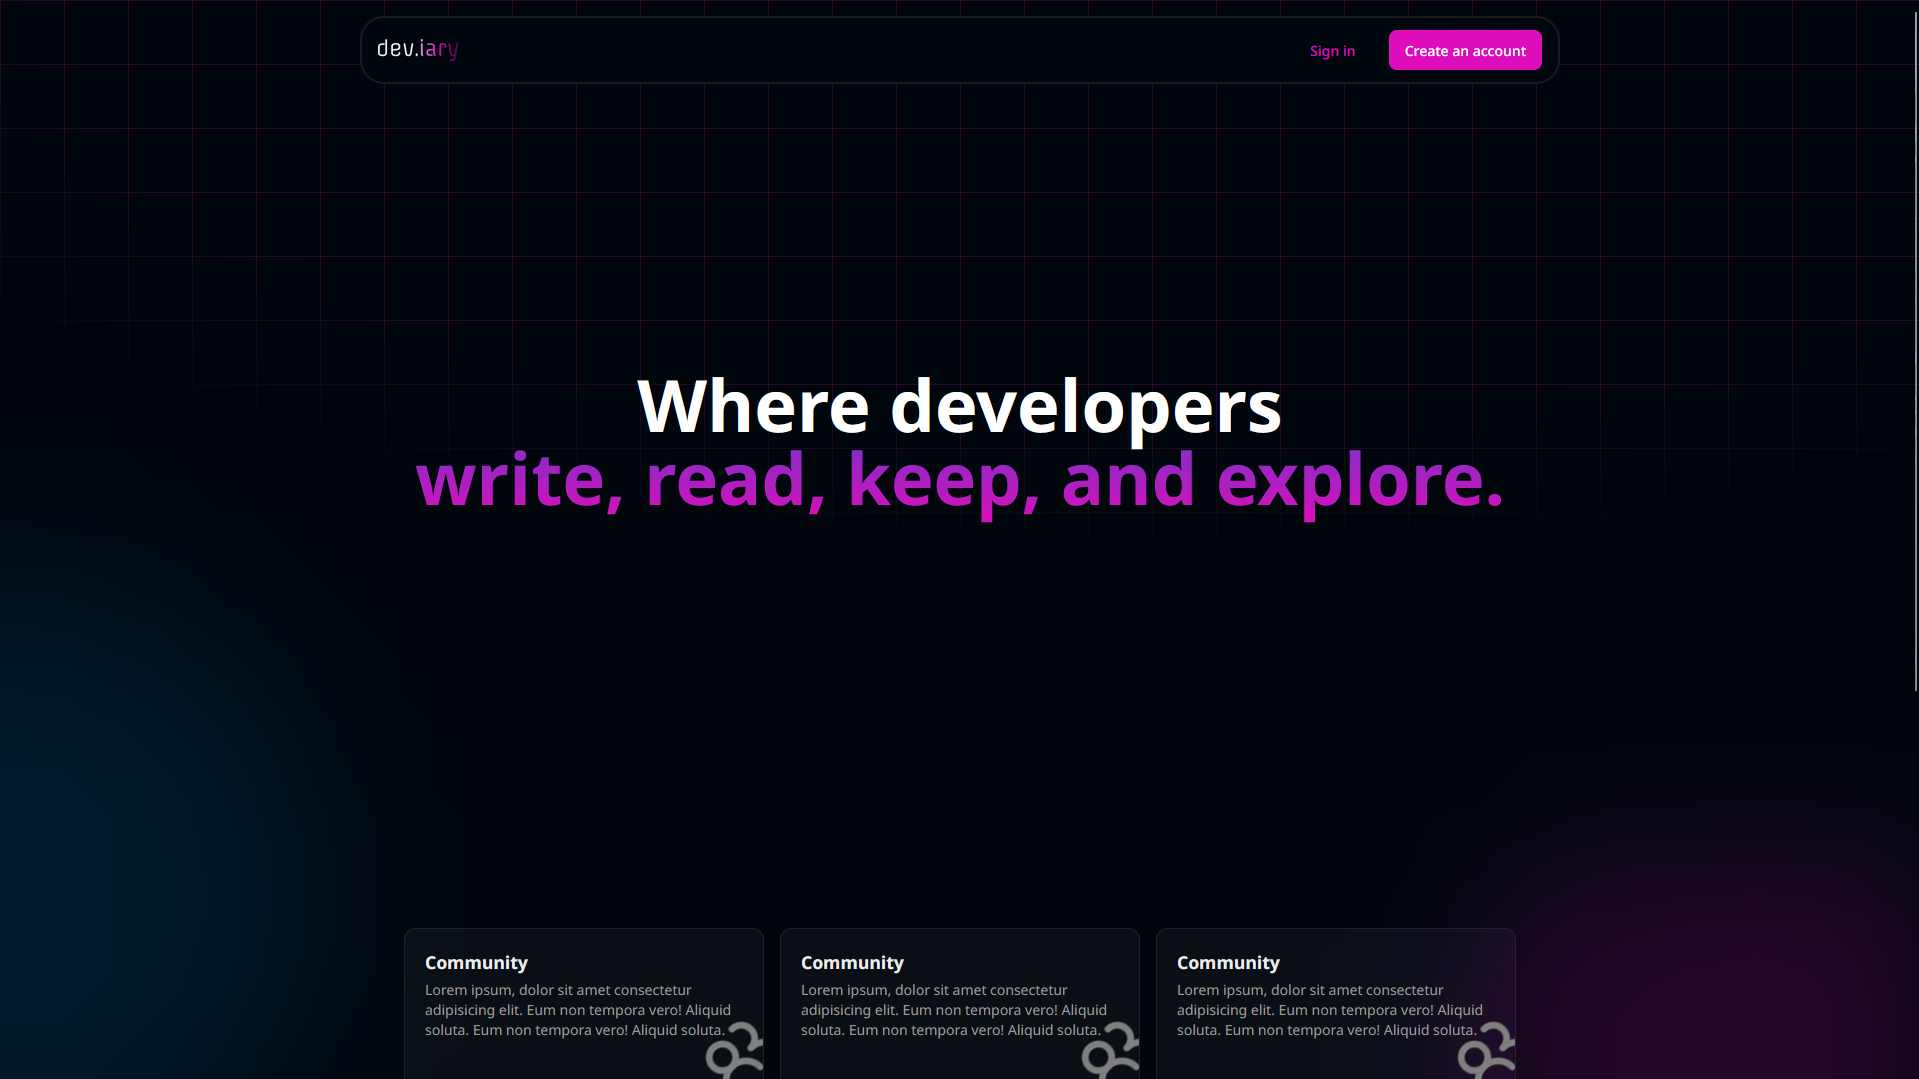 dev.iary
Sign in
Create an account
Where developers
write, read, keep, and explore.
Community
Lorem ipsum, dolor sit amet consectetur
adipisicing elit. Eum non tempora vero! Aliquid
soluta. Eum non tempora vero! Aliquid soluta.
Community
Lorem ipsum, dolor sit amet consectetur
adipisicing elit. Eum non tempora vero! Aliquid
soluta. Eum non tempora vero! Aliquid soluta.
Community
Lorem ipsum, dolor sit amet consectetur
adipisicing elit. Eum non tempora vero! Aliquid
soluta. Eum non tempora vero! Aliquid soluta.